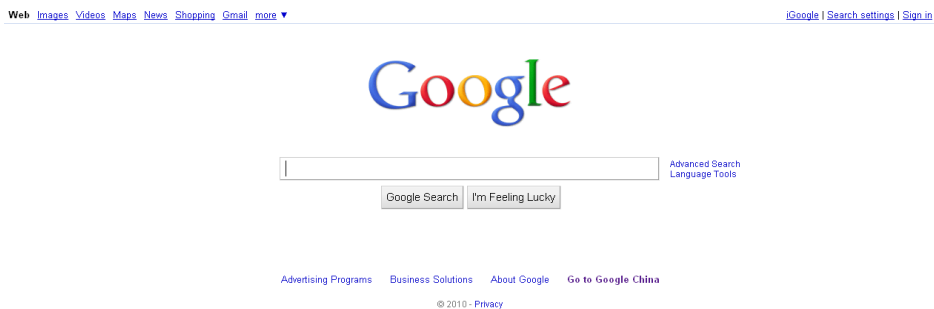 Web Images Videos Maps News Shopping Gmail more ▼ iGoogle | Search settings | Sign in
Google
Advanced Search
Language Tools
Google Search I'm Feeling Lucky
Advertising Programs Business Solutions About Google Go to Google China
© 2010 - Privacy